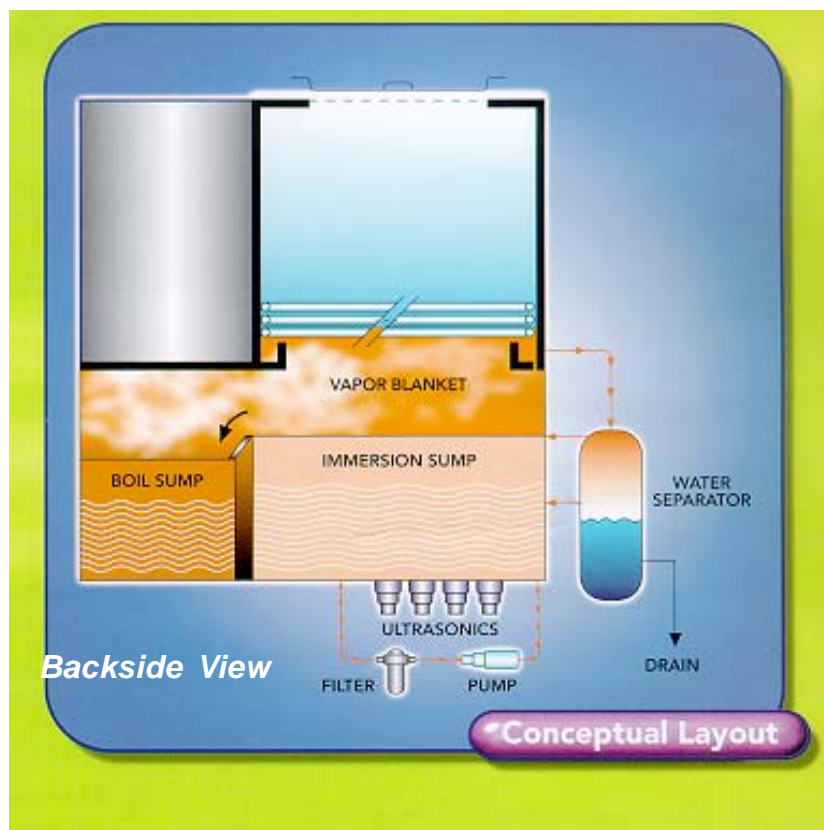 VAPOR BLANKET
BOIL SUMP
IMMERSION SUMP
WATER
SEPARATOR
ULTRASONICS
Backside View
FILTER
PUMP
DRAIN
Conceptual Layout